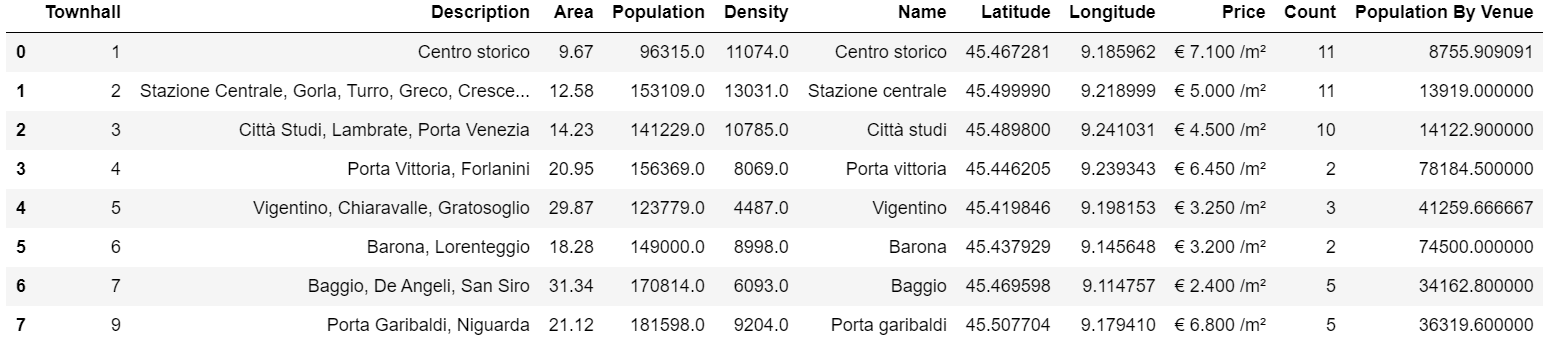 Townhall Description Area Population Density Name Latitude Longitude Price Count Population By Venue
0 1 Centro storico 9.67 96315.0 11074.0 Centro storico 45.467281 9.185962 € 7.100 /m² 11 8755.909091
1 2 Stazione Centrale, Gorla, Turro, Greco, Cresce... 12.58 153109.0 13031.0 Stazione centrale 45.499990 9.218999 € 5.000 /m² 11 13919.000000
2 3 Città Studi, Lambrate, Porta Venezia 14.23 141229.0 10785.0 Città studi 45.489800 9.241031 € 4.500 /m² 10 14122.900000
3 4 Porta Vittoria, Forlanini 20.95 156369.0 8069.0 Porta vittoria 45.446205 9.239343 € 6.450 /m² 2 78184.500000
4 5 Vigentino, Chiaravalle, Gratosoglio 29.87 123779.0 4487.0 Vigentino 45.419846 9.198153 € 3.250 /m² 3 41259.666667
5 6 Barona, Lorenteggio 18.28 149000.0 8998.0 Barona 45.437929 9.145648 € 3.200 /m² 2 74500.000000
6 7 Baggio, De Angeli, San Siro 31.34 170814.0 6093.0 Baggio 45.469598 9.114757 € 2.400 /m² 5 34162.800000
7 9 Porta Garibaldi, Niguarda 21.12 181598.0 9204.0 Porta garibaldi 45.507704 9.179410 € 6.800 /m² 5 36319.600000